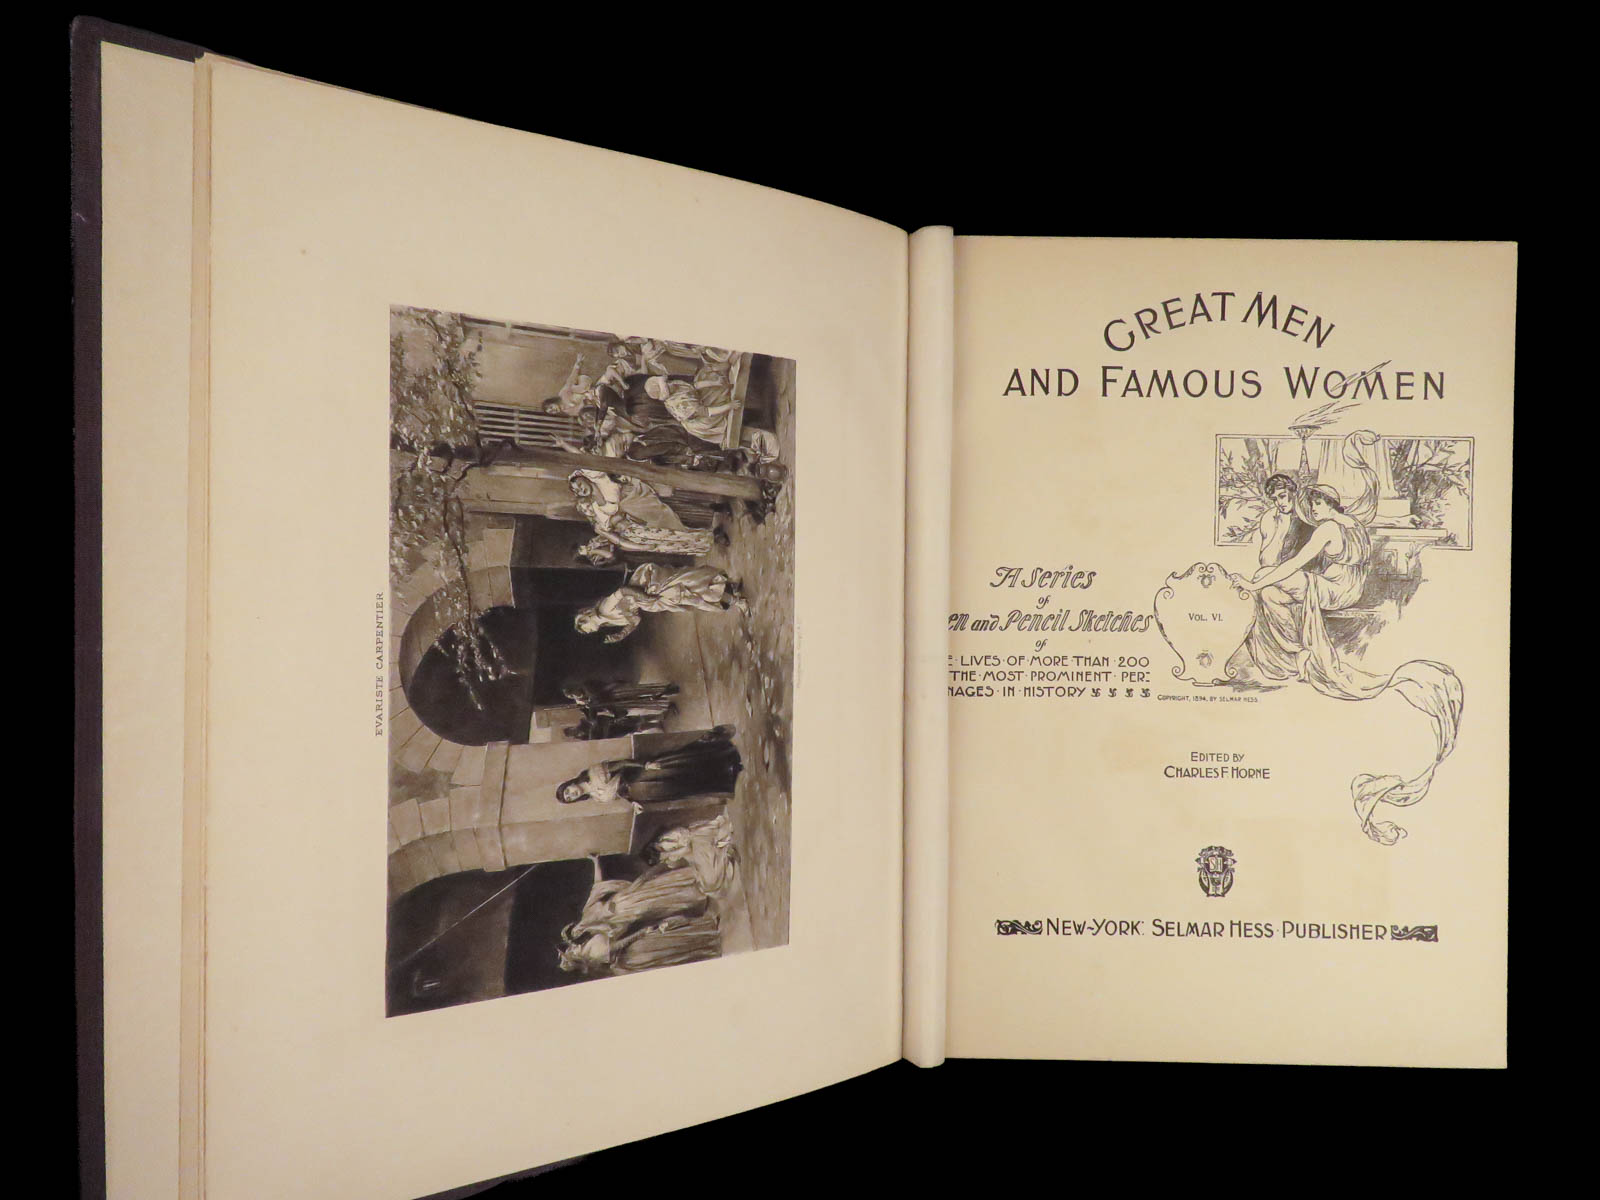 EVARISTE CARPENTIER
GREAT MEN
AND FAMOUS WOMEN
A Series
of
en and Pencil Sketches
of
LIVES·OF·MORE·THAN·200
THE·MOST·PROMINENT·PER-
NAGES·IN·HISTORY
VOL. VI.
COPYRIGHT, 1894, BY SELMAR HESS.
EDITED BY
CHARLES F. HORNE
NEW-YORK: SELMAR HESS·PUBLISHER